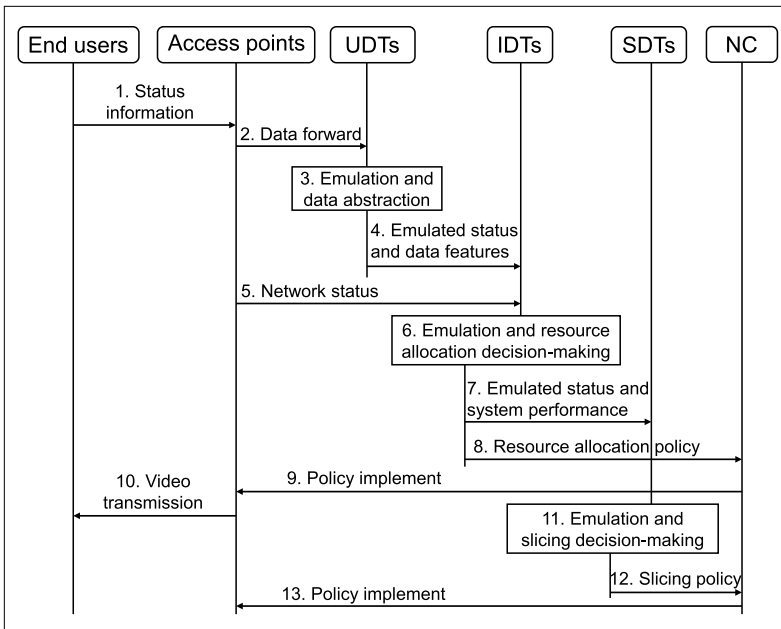 End users
Access points
UDTs
IDTs
SDTs
NC
1. Status
information
2. Data forward
3. Emulation and
data abstraction
4. Emulated status
and data features
5. Network status
6. Emulation and resource
allocation decision-making
7. Emulated status and
system performance
8. Resource allocation policy
9. Policy implement
10. Video
transmission
11. Emulation and
slicing decision-making
12. Slicing policy
13. Policy implement